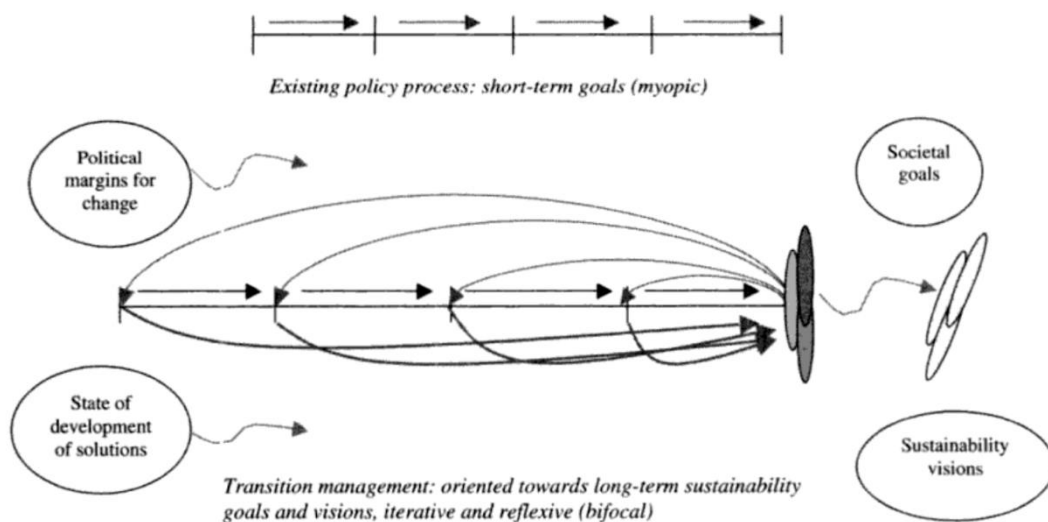 Existing policy process: short-term goals (myopic)
Political
margins for
change
Societal
goals
State of
development
of solutions
Sustainability
visions
Transition management: oriented towards long-term sustainability
goals and visions, iterative and reflexive (bifocal)